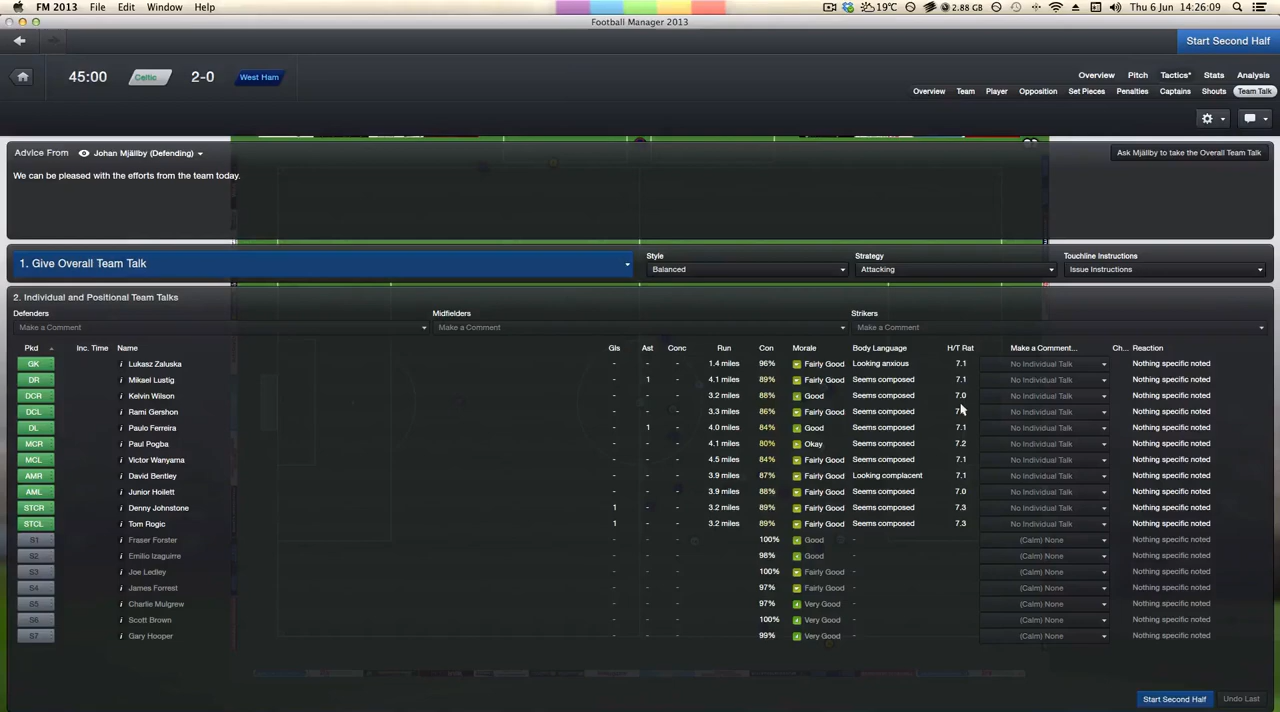 FM 2013 File Edit Window Help 2.88 GB 19°C Thu 6 Jun 14:26:09
Football Manager 2013
Start Second Half
45:00 Celtic 2-0 West Ham
Overview Pitch Tactics* Stats Analysis
Overview Team Player Opposition Set Pieces Penalties Captains Shouts Team Talk
Advice From Johan Mjällby (Defending) Ask Mjällby to take the Overall Team Talk
We can be pleased with the efforts from the team today.
1. Give Overall Team Talk
Style Strategy Touchline Instructions
Balanced Attacking Issue Instructions
2. Individual and Positional Team Talks
Defenders Midfielders Strikers
Make a Comment Make a Comment Make a Comment
Pkd Inc. Time Name Gls Ast Conc Run Con Morale Body Language H/T Rat Make a Comment... Ch... Reaction
GK i Lukasz Zaluska - - - 1.4 miles 96% Fairly Good Looking anxious 7.1 No Individual Talk Nothing specific noted
DR i Mikael Lustig - 1 - 4.1 miles 89% Fairly Good Seems composed 7.1 No Individual Talk Nothing specific noted
DCR i Kelvin Wilson - - - 3.2 miles 88% Good Seems composed 7.0 No Individual Talk Nothing specific noted
DCL i Rami Gershon - - - 3.3 miles 86% Fairly Good Seems composed No Individual Talk Nothing specific noted
DL i Paulo Ferreira - 1 - 4.0 miles 84% Good Seems composed 7.1 No Individual Talk Nothing specific noted
MCR i Paul Pogba - - - 4.1 miles 80% Okay Seems composed 7.2 No Individual Talk Nothing specific noted
MCL i Victor Wanyama - - - 4.5 miles 84% Fairly Good Seems composed 7.1 No Individual Talk Nothing specific noted
AMR i David Bentley - - - 3.9 miles 87% Fairly Good Looking complacent 7.1 No Individual Talk Nothing specific noted
AML i Junior Hoilett - - - 3.9 miles 88% Fairly Good Seems composed 7.0 No Individual Talk Nothing specific noted
STCR i Denny Johnstone 1 - - 3.2 miles 89% Fairly Good Seems composed 7.3 No Individual Talk Nothing specific noted
STCL i Tom Rogic 1 - - 3.2 miles 89% Fairly Good Seems composed 7.3 No Individual Talk Nothing specific noted
S1 i Fraser Forster 100% Good - (Calm) None Nothing specific noted
S2 i Emilio Izaguirre 98% Good - (Calm) None Nothing specific noted
S3 i Joe Ledley 100% Fairly Good - (Calm) None Nothing specific noted
S4 i James Forrest 97% Fairly Good - (Calm) None Nothing specific noted
S5 i Charlie Mulgrew 97% Very Good - (Calm) None Nothing specific noted
S6 i Scott Brown 100% Very Good - (Calm) None Nothing specific noted
S7 i Gary Hooper 99% Very Good - (Calm) None Nothing specific noted
Start Second Half Undo Last